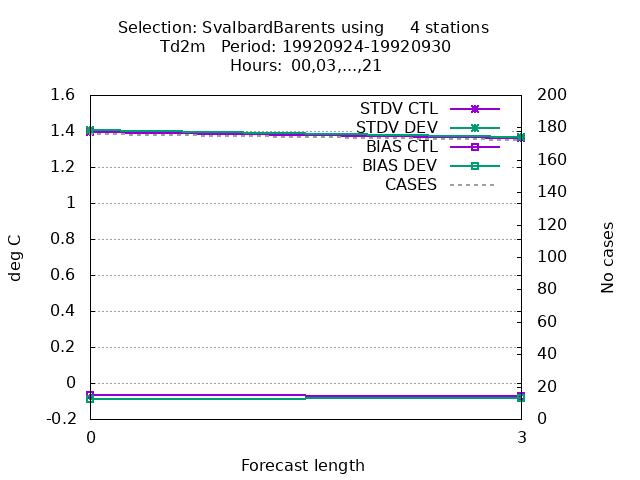 Selection: SvalbardBarents using     4 stations
Td2m   Period: 19920924-19920930
Hours:  00,03,...,21
1.6
1.4
1.2
1
0.8
0.6
0.4
0.2
0
-0.2
deg C
200
180
160
140
120
100
80
60
40
20
0
No cases
STDV CTL
STDV DEV
BIAS CTL
BIAS DEV
CASES
0
3
Forecast length